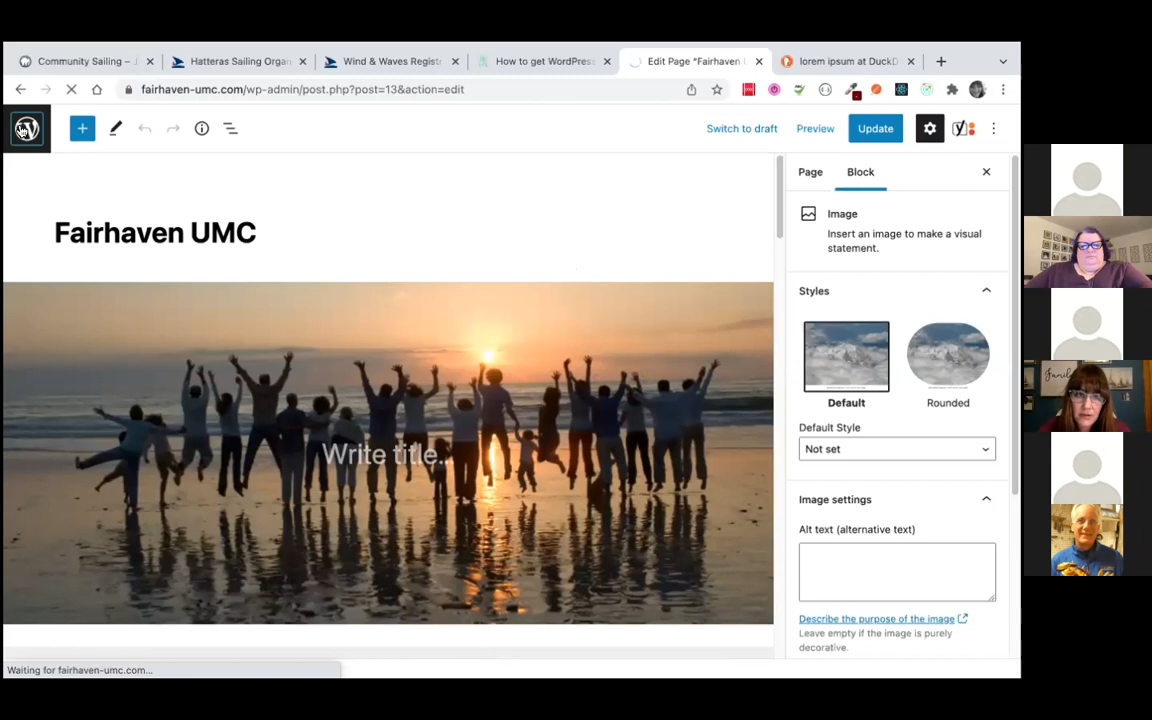 Community Sailing – J
Hatteras Sailing Organ
Wind & Waves Registr
How to get WordPress
Edit Page “Fairhaven
lorem ipsum at DuckD
fairhaven-umc.com/wp-admin/post.php?post=13&action=edit
Switch to draft
Preview
Update
Page
Block
Fairhaven UMC
Image
Insert an image to make a visual
statement.
Styles
Default
Rounded
Default Style
Not set
Write title...
Image settings
Alt text (alternative text)
Describe the purpose of the image
Leave empty if the image is purely
decorative.
Waiting for fairhaven-umc.com...
Family